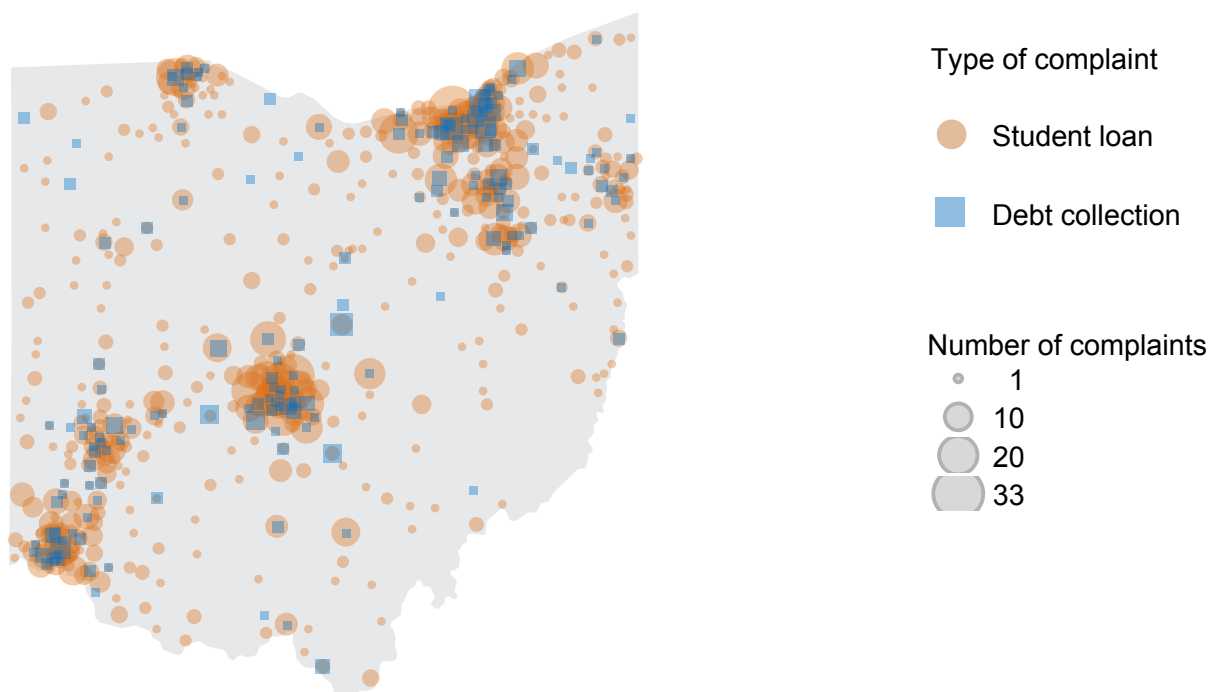 Type of complaint
Student loan
Debt collection
Number of complaints
1
10
20
33